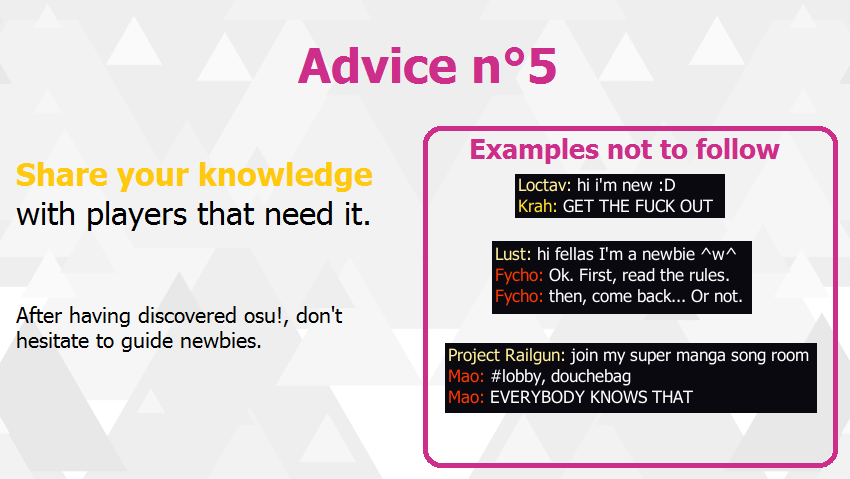 Advice n°5
Share your knowledge
with players that need it.
After having discovered osu!, don't
hesitate to guide newbies.
Examples not to follow
Loctav: hi i'm new :D
Krah: GET THE FUCK OUT
Lust: hi fellas I'm a newbie ^w^
Fycho: Ok. First, read the rules.
Fycho: then, come back... Or not.
Project Railgun: join my super manga song room
Mao: #lobby, douchebag
Mao: EVERYBODY KNOWS THAT